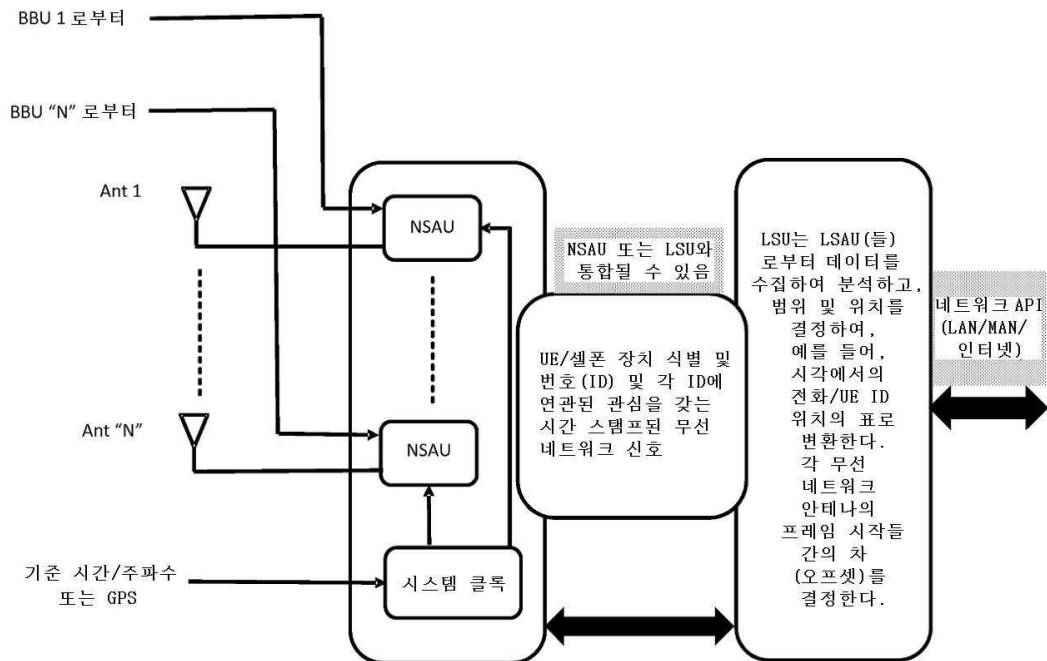 BBU 1 로부터
BBU “N” 로부터
Ant 1
NSAU
NSAU 또는 LSU와
통합될 수 있음
UE/셀폰 장치 식별 및
번호(ID) 및 각 ID에
연관된 관심을 갖는
시간 스탬프된 무선
네트워크 신호
LSU는 LSAU(들)
로부터 데이터를
수집하여 분석하고,
범위 및 위치를
결정하여,
예를 들어,
시각에서의
전화/UE ID
위치의 표로
변환한다.
각 무선
네트워크
안테나의
프레임 시작들
간의 차
(오프셋)를
결정한다.
네트워크 API
(LAN/MAN/
인터넷)
Ant “N”
NSAU
기준 시간/주파수
또는 GPS
시스템 클록